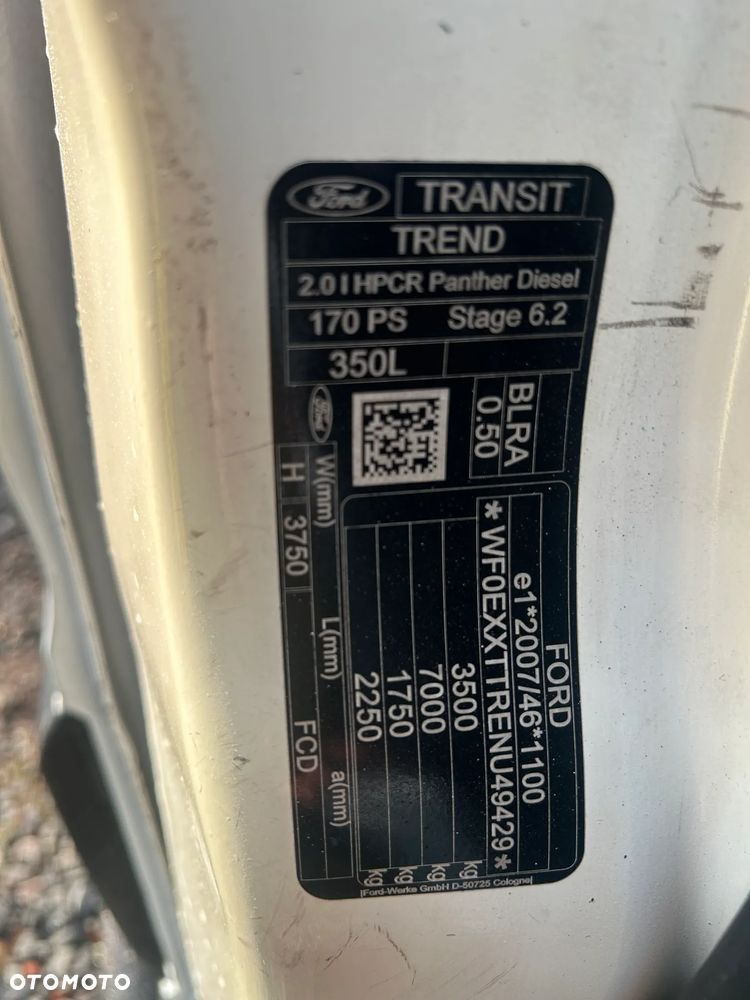 Ford TRANSIT
TREND
2.0 l HPCR Panther Diesel
170 PS Stage 6.2
350L
BLRA
0.50
FORD
e1*2007/46*1100
*WF0EXXTTRENU49429*
3500 kg
7000 kg
1750 kg
2250 kg
Ford
W(mm) L(mm) a(mm)
H 3750 FCD
Ford-Werke GmbH D-50725 Cologne
OTOMOTO